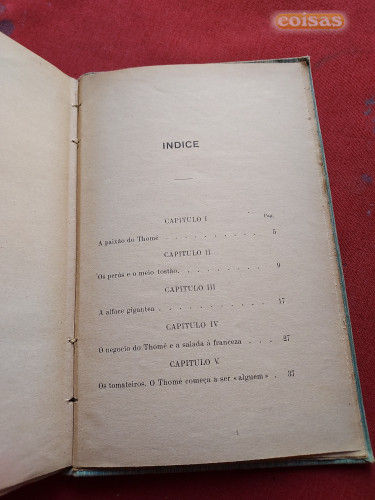 coisas
INDICE
CAPITULO I
Pag.
A paixão do Thomé . . . . . . . . 5
CAPITULO II
Os perús e o meio tostão. . . . . . . . 9
CAPITULO III
A alface gigantea . . . . . . . . . . . 17
CAPITULO IV
O negocio do Thomé e a salada á franceza . . . 27
CAPITULO V
Os tomateiros. O Thomé começa a ser «alguem» . 37